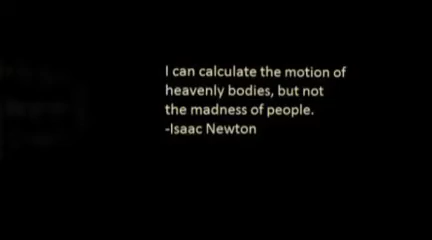 I can calculate the motion of
heavenly bodies, but not
the madness of people.
-Isaac Newton